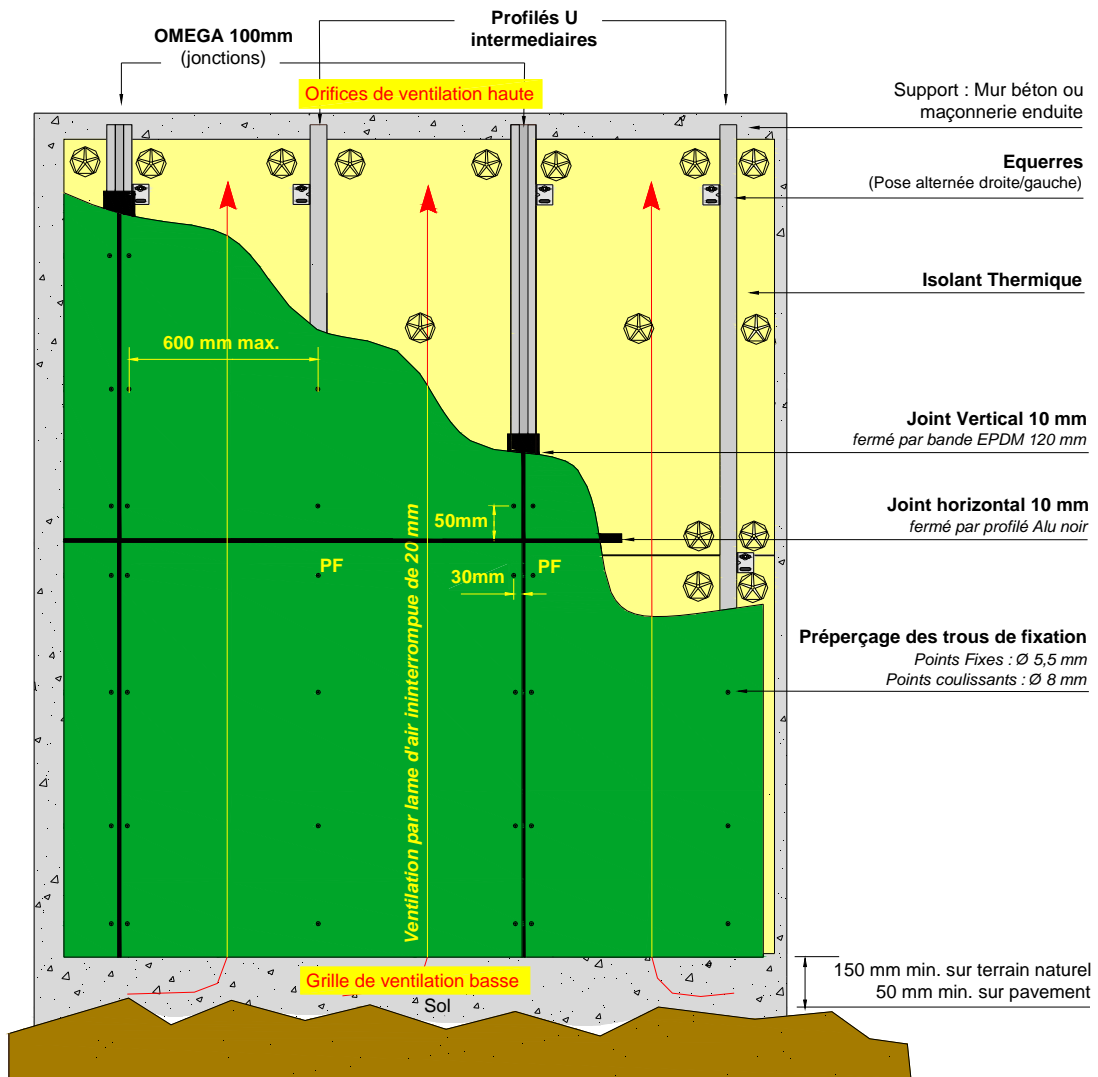 Profilés U
intermediaires
OMEGA 100mm
(jonctions)
Orifices de ventilation haute
Support : Mur béton ou
maçonnerie enduite
Equerres
(Pose alternée droite/gauche)
Isolant Thermique
600 mm max.
Joint Vertical 10 mm
fermé par bande EPDM 120 mm
Joint horizontal 10 mm
fermé par profilé Alu noir
50mm
PF
30mm
PF
Ventilation par lame d'air ininterrompue de 20 mm
Préperçage des trous de fixation
Points Fixes : Ø 5,5 mm
Points coulissants : Ø 8 mm
Grille de ventilation basse
Sol
150 mm min. sur terrain naturel
50 mm min. sur pavement